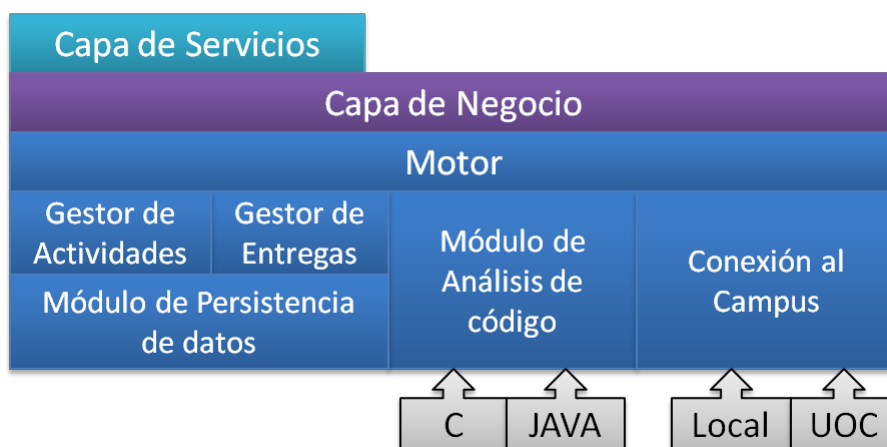 Capa de Servicios
Capa de Negocio
Motor
Gestor de
Actividades
Gestor de
Entregas
Módulo de
Análisis de
código
Conexión al
Campus
Módulo de Persistencia
de datos
C
JAVA
Local
UOC